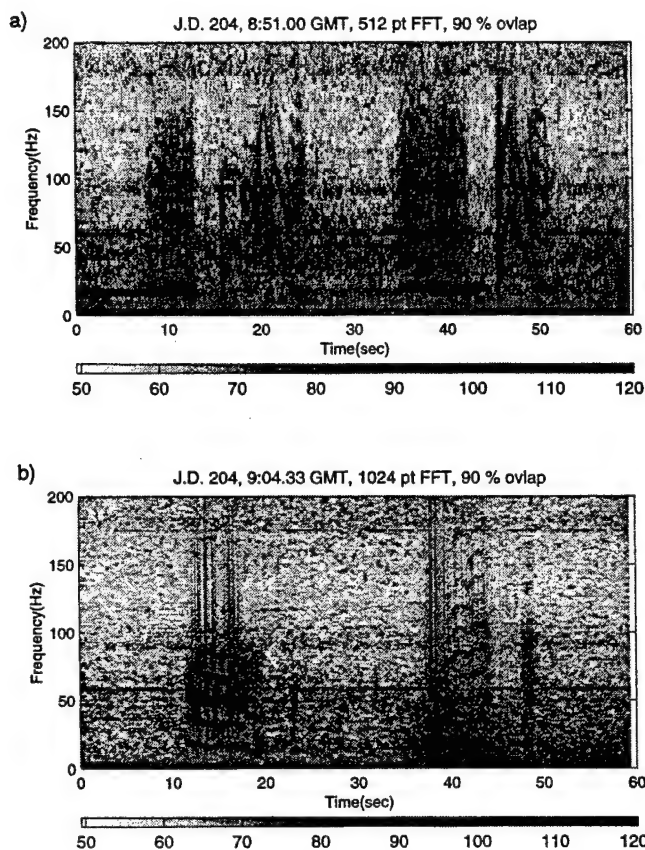 a)
J.D. 204, 8:51.00 GMT, 512 pt FFT, 90 % ovlap
Frequency(Hz)
200
150
100
50
0
0 10 20 30 40 50 60
Time(sec)
50 60 70 80 90 100 110 120
b)
J.D. 204, 9:04.33 GMT, 1024 pt FFT, 90 % ovlap
Frequency(Hz)
200
150
100
50
0
0 10 20 30 40 50 60
Time(sec)
50 60 70 80 90 100 110 120